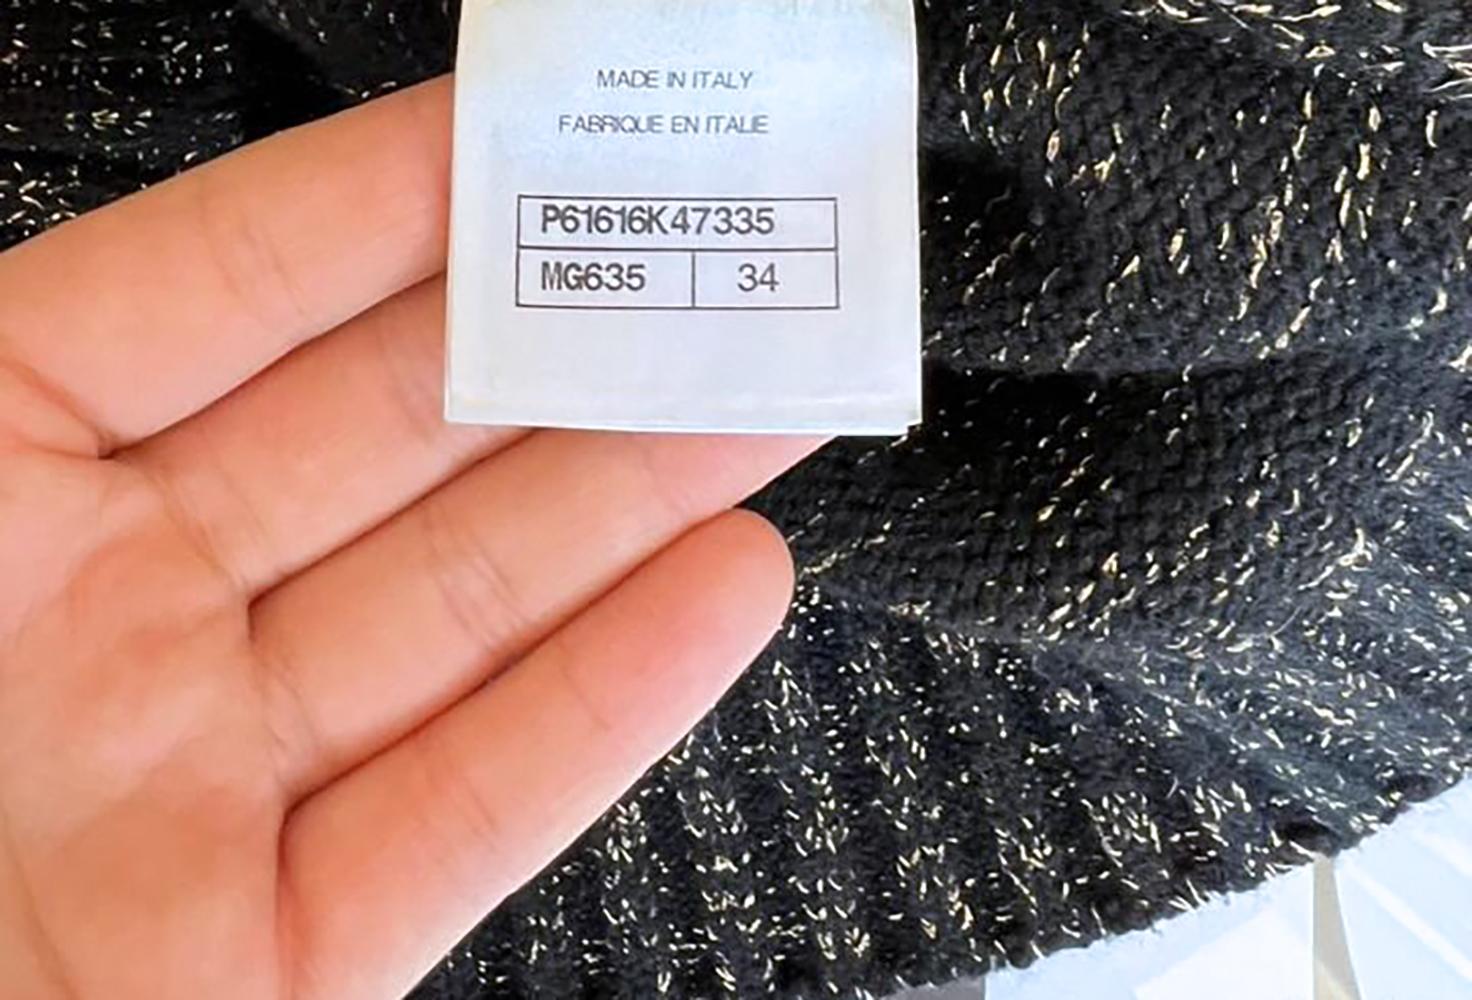 MADE IN ITALY
FABRIQUE EN ITALIE
P61616K47335
MG635 34